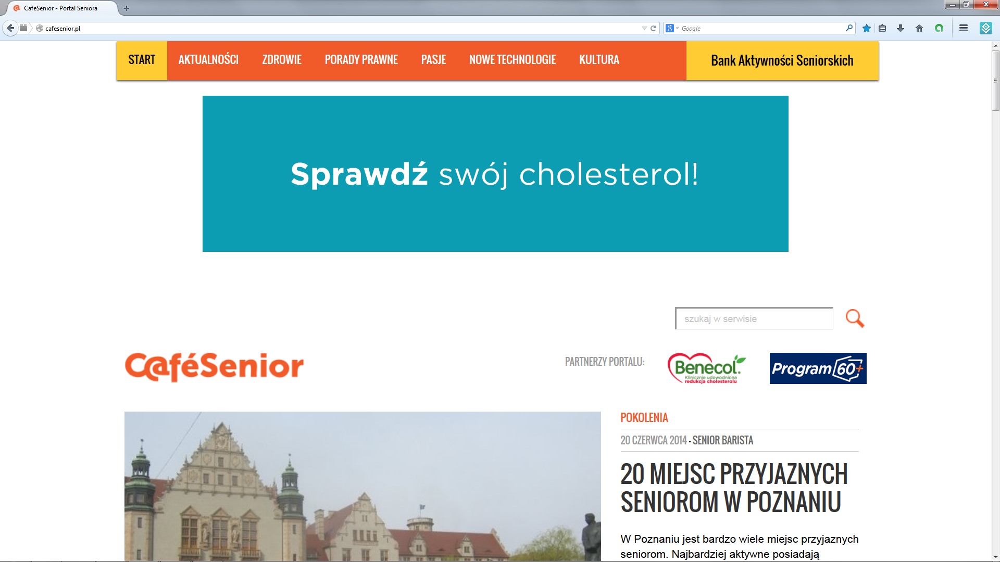 CafeSenior - Portal Seniora
cafesenior.pl
Google
START
AKTUALNOŚCI
ZDROWIE
PORADY PRAWNE
PASJE
NOWE TECHNOLOGIE
KULTURA
Bank Aktywności Seniorskich
Sprawdź swój cholesterol!
szukaj w serwisie
CaféSenior
PARTNERZY PORTALU:
Benecol.
Klinicznie udowodniona
redukcja cholesterolu
Program 60+
POKOLENIA
20 CZERWCA 2014 - SENIOR BARISTA
20 MIEJSC PRZYJAZNYCH
SENIOROM W POZNANIU
W Poznaniu jest bardzo wiele miejsc przyjaznych
seniorom. Najbardziej aktywne posiadają